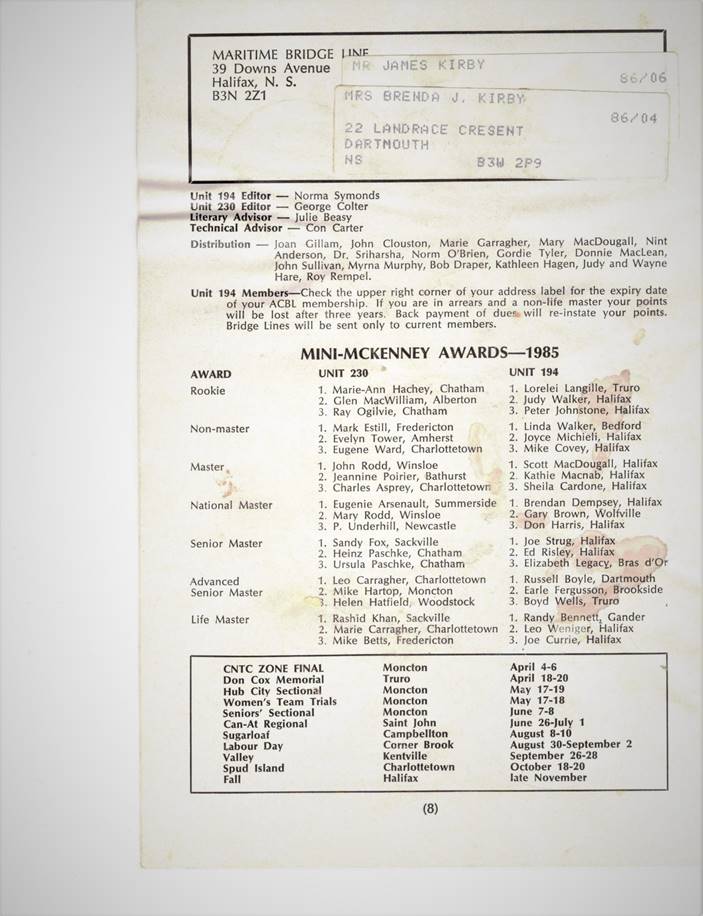 MARITIME BRIDGE LINE
39 Downs Avenue
Halifax, N. S.
B3N 2Z1
MR JAMES KIRBY
86/06
MRS BRENDA J. KIRBY
86/04
22 LANDRACE CRESENT
DARTMOUTH
NS B3W 2P9
Unit 194 Editor — Norma Symonds
Unit 230 Editor — George Colter
Literary Advisor — Julie Beasy
Technical Advisor — Con Carter
Distribution — Joan Gillam, John Clouston, Marie Garragher, Mary MacDougall, Nint
Anderson, Dr. Sriharsha, Norm O'Brien, Gordie Tyler, Donnie MacLean,
John Sullivan, Myrna Murphy, Bob Draper, Kathleen Hagen, Judy and Wayne
Hare, Roy Rempel.
Unit 194 Members—Check the upper right corner of your address label for the expiry date
of your ACBL membership. If you are in arrears and a non-life master your points
will be lost after three years. Back payment of dues will re-instate your points.
Bridge Lines will be sent only to current members.
MINI-MCKENNEY AWARDS—1985
AWARD UNIT 230 UNIT 194
Rookie 1. Marie-Ann Hachey, Chatham 1. Lorelei Langille, Truro
2. Glen MacWilliam, Alberton 2. Judy Walker, Halifax
3. Ray Ogilvie, Chatham 3. Peter Johnstone, Halifax
Non-master 1. Mark Estill, Fredericton 1. Linda Walker, Bedford
2. Evelyn Tower, Amherst 2. Joyce Michieli, Halifax
3. Eugene Ward, Charlottetown 3. Mike Covey, Halifax
Master 1. John Rodd, Winsloe 1. Scott MacDougall, Halifax
2. Jeannine Poirier, Bathurst 2. Kathie Macnab, Halifax
3. Charles Asprey, Charlottetown 3. Sheila Cardone, Halifax
National Master 1. Eugenie Arsenault, Summerside 1. Brendan Dempsey, Halifax
2. Mary Rodd, Winsloe 2. Gary Brown, Wolfville
3. P. Underhill, Newcastle 3. Don Harris, Halifax
Senior Master 1. Sandy Fox, Sackville 1. Joe Strug, Halifax
2. Heinz Paschke, Chatham 2. Ed Risley, Halifax
3. Ursula Paschke, Chatham 3. Elizabeth Legacy, Bras d'Or
Advanced 1. Leo Carragher, Charlottetown 1. Russell Boyle, Dartmouth
Senior Master 2. Mike Hartop, Moncton 2. Earle Fergusson, Brookside
3. Helen Hatfield, Woodstock 3. Boyd Wells, Truro
Life Master 1. Rashid Khan, Sackville 1. Randy Bennett, Gander
2. Marie Carragher, Charlottetown 2. Leo Weniger, Halifax
3. Mike Betts, Fredericton 3. Joe Currie, Halifax
CNTC ZONE FINAL Moncton April 4-6
Don Cox Memorial Truro April 18-20
Hub City Sectional Moncton May 17-19
Women's Team Trials Moncton May 17-18
Seniors' Sectional Moncton June 7-8
Can-At Regional Saint John June 26-July 1
Sugarloaf Campbellton August 8-10
Labour Day Corner Brook August 30-September 2
Valley Kentville September 26-28
Spud Island Charlottetown October 18-20
Fall Halifax late November
(8)